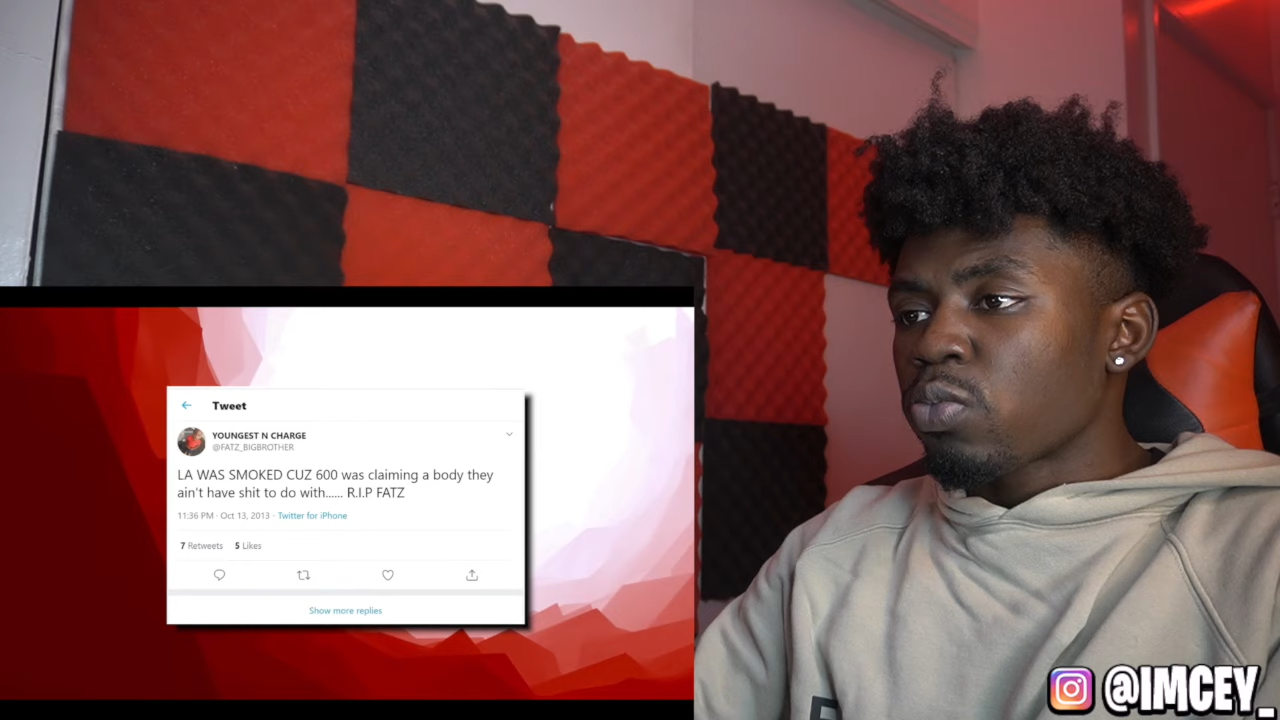 Tweet
YOUNGEST N CHARGE
@FATZ_BIGBROTHER
LA WAS SMOKED CUZ 600 was claiming a body they
ain't have shit to do with...... R.I.P FATZ
11:36 PM · Oct 13, 2013 · Twitter for iPhone
7 Retweets 5 Likes
Show more replies
@IMCEY_